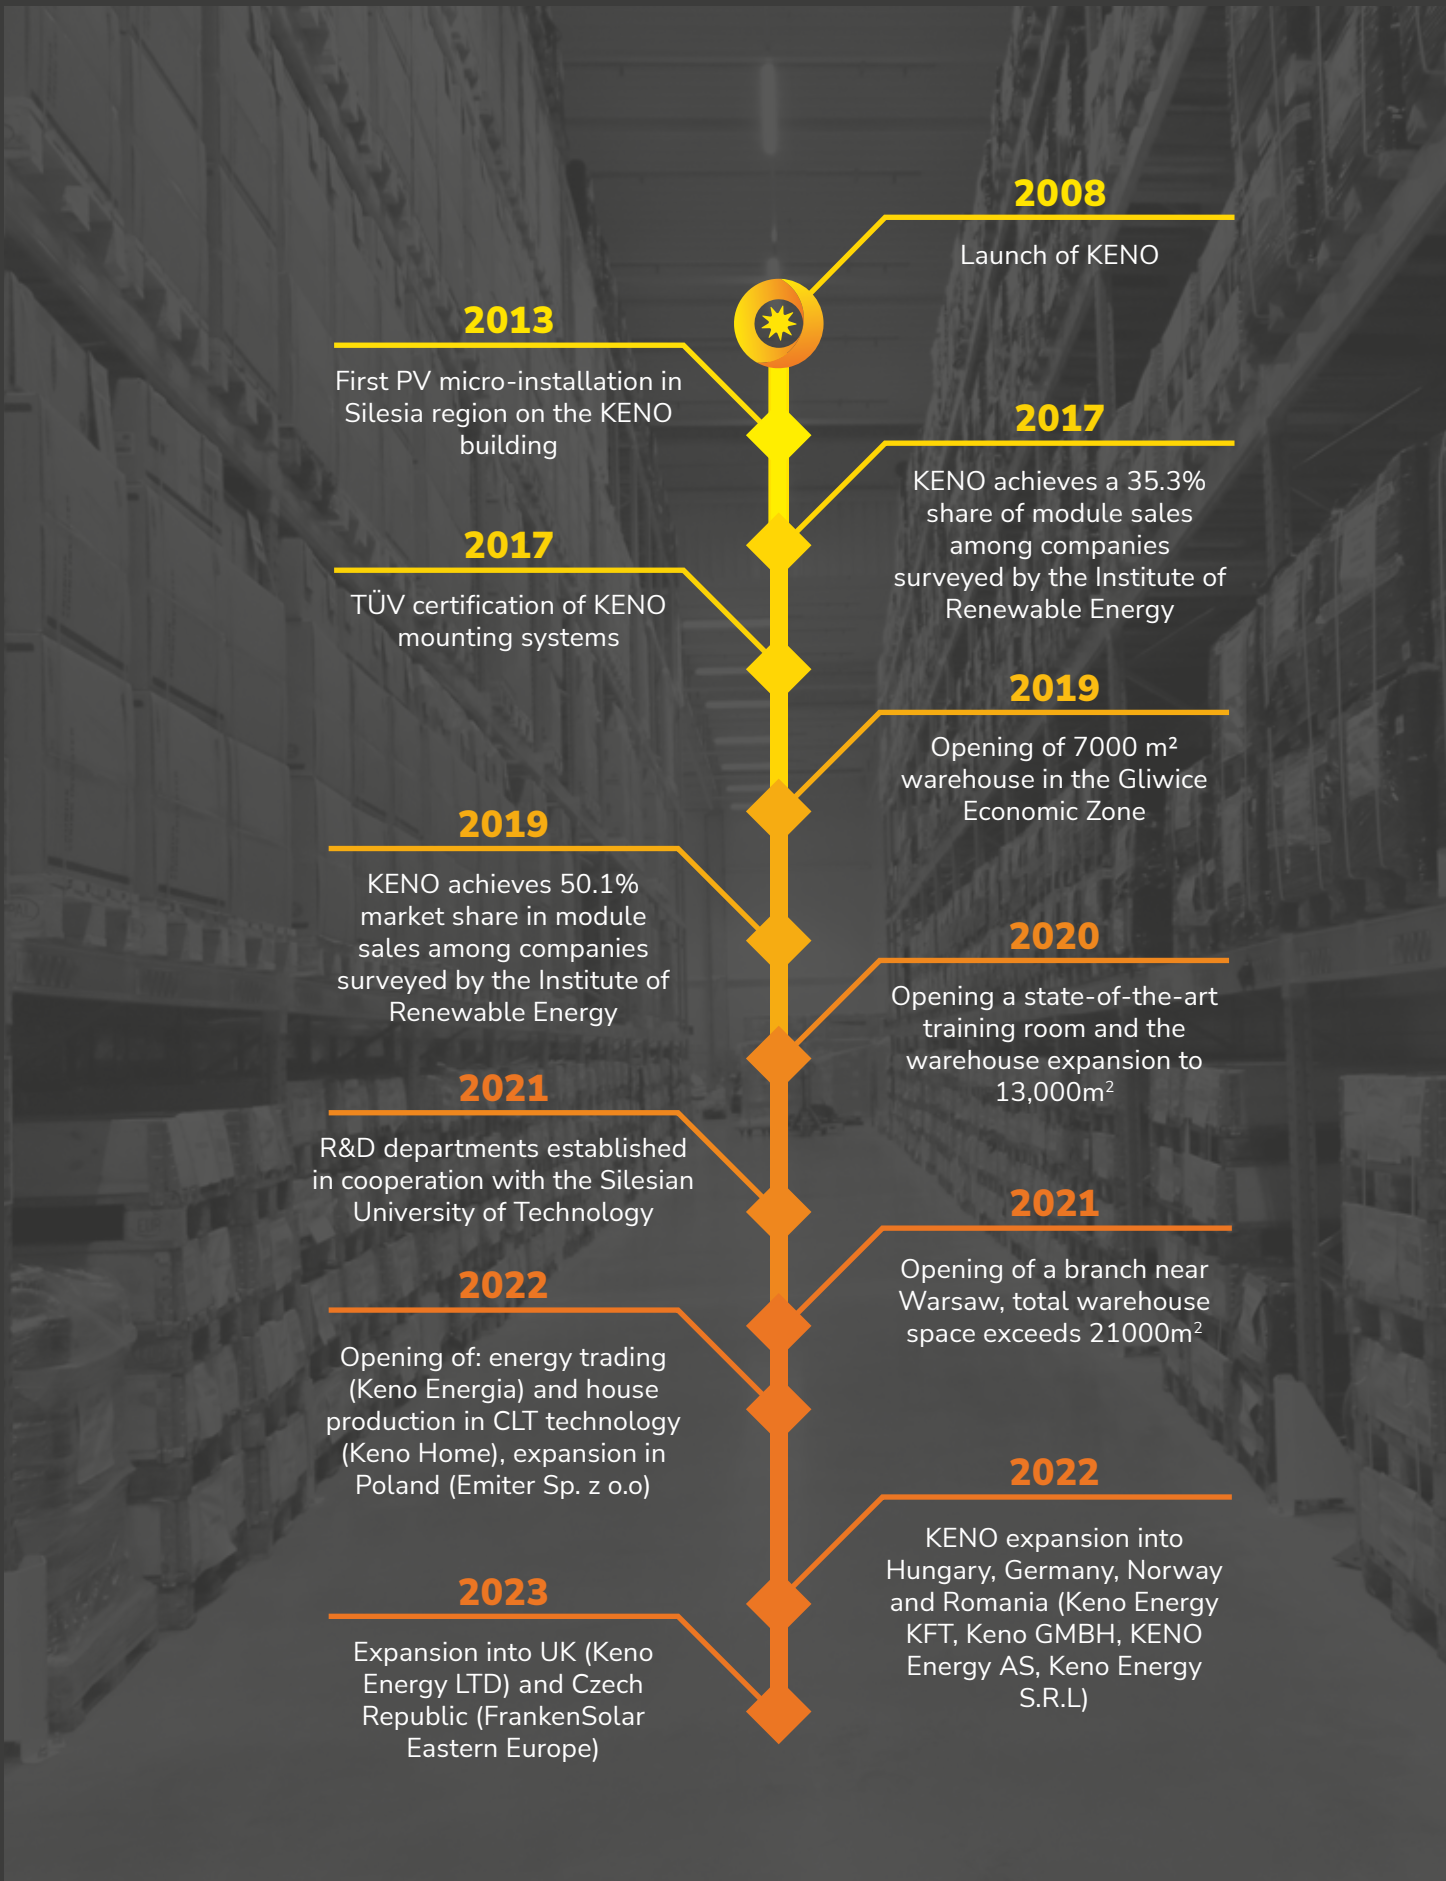 2008
Launch of KENO
2013
First PV micro-installation in
Silesia region on the KENO
building
2017
KENO achieves a 35.3%
share of module sales
among companies
surveyed by the Institute of
Renewable Energy
2017
TÜV certification of KENO
mounting systems
2019
Opening of 7000 m²
warehouse in the Gliwice
Economic Zone
2019
KENO achieves 50.1%
market share in module
sales among companies
surveyed by the Institute of
Renewable Energy
2020
Opening a state-of-the-art
training room and the
warehouse expansion to
13,000m²
2021
R&D departments established
in cooperation with the Silesian
University of Technology
2021
Opening of a branch near
Warsaw, total warehouse
space exceeds 21000m²
2022
Opening of: energy trading
(Keno Energia) and house
production in CLT technology
(Keno Home), expansion in
Poland (Emiter Sp. z o.o)
2022
KENO expansion into
Hungary, Germany, Norway
and Romania (Keno Energy
KFT, Keno GMBH, KENO
Energy AS, Keno Energy
S.R.L)
2023
Expansion into UK (Keno
Energy LTD) and Czech
Republic (FrankenSolar
Eastern Europe)